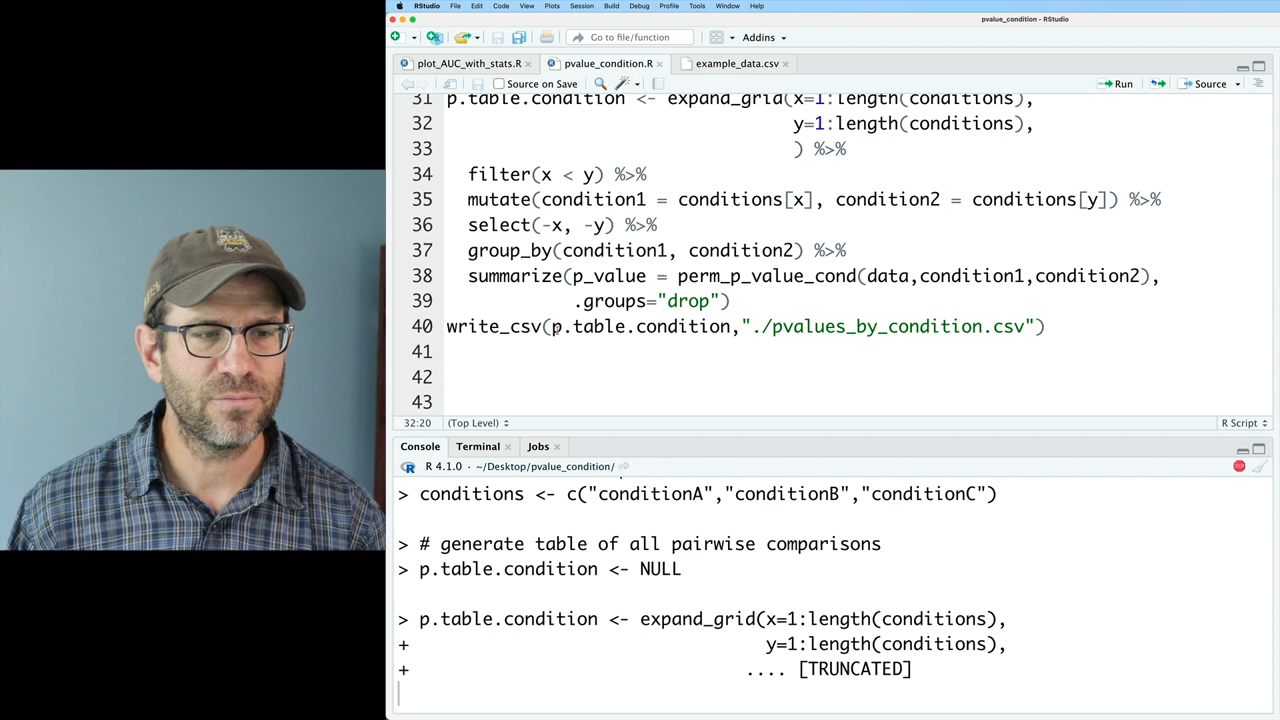 RStudio File Edit Code View Plots Session Build Debug Profile Tools Window Help
pvalue_condition - RStudio
Go to file/function Addins
plot_AUC_with_stats.R pvalue_condition.R example_data.csv
Source on Save Run Source
31 p.table.condition <- expand_grid(x=1:length(conditions),
32 y=1:length(conditions),
33 ) %>%
34 filter(x < y) %>%
35 mutate(condition1 = conditions[x], condition2 = conditions[y]) %>%
36 select(-x, -y) %>%
37 group_by(condition1, condition2) %>%
38 summarize(p_value = perm_p_value_cond(data,condition1,condition2),
39 .groups="drop")
40 write_csv(p.table.condition,"./pvalues_by_condition.csv")
41
42
43
32:20 (Top Level) R Script
Console Terminal Jobs
R 4.1.0 · ~/Desktop/pvalue_condition/
> conditions <- c("conditionA","conditionB","conditionC")
> # generate table of all pairwise comparisons
> p.table.condition <- NULL
> p.table.condition <- expand_grid(x=1:length(conditions),
+ y=1:length(conditions),
+ .... [TRUNCATED]